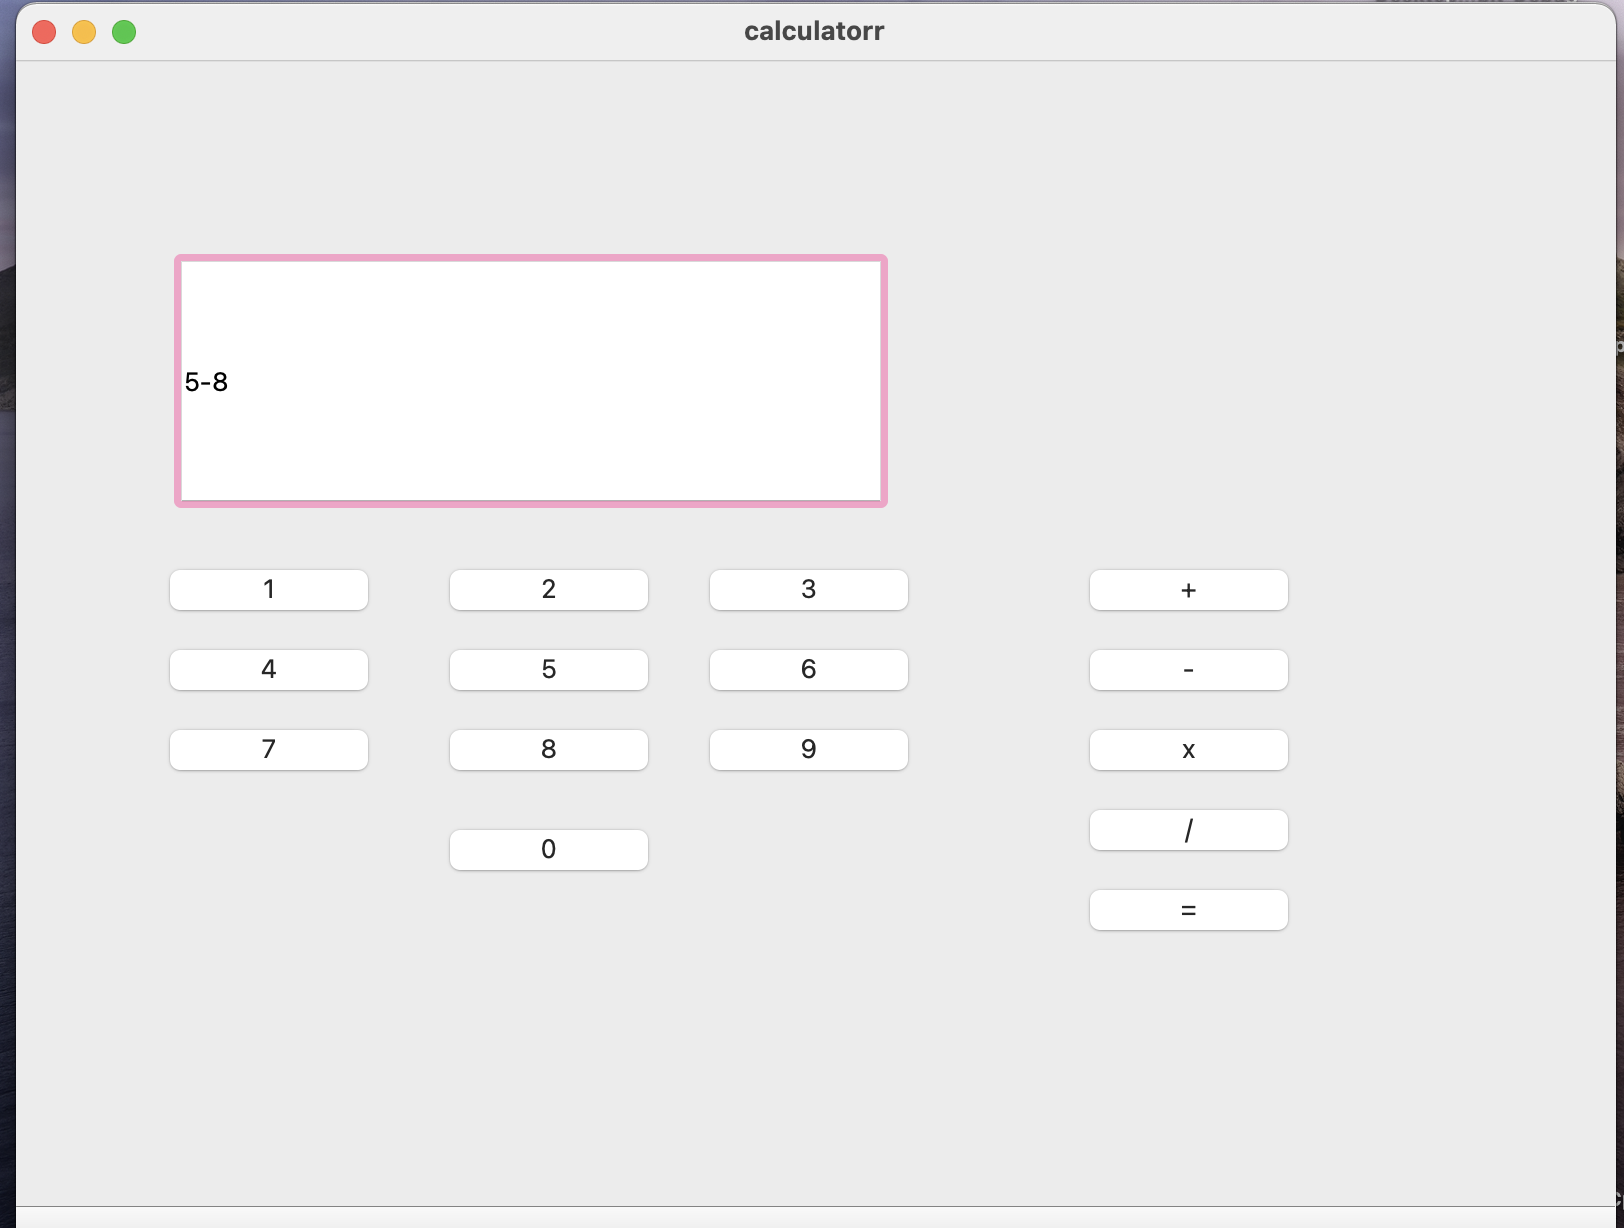 calculatorr
5-8
1 2 3 +
4 5 6 -
7 8 9 x
/
0
=